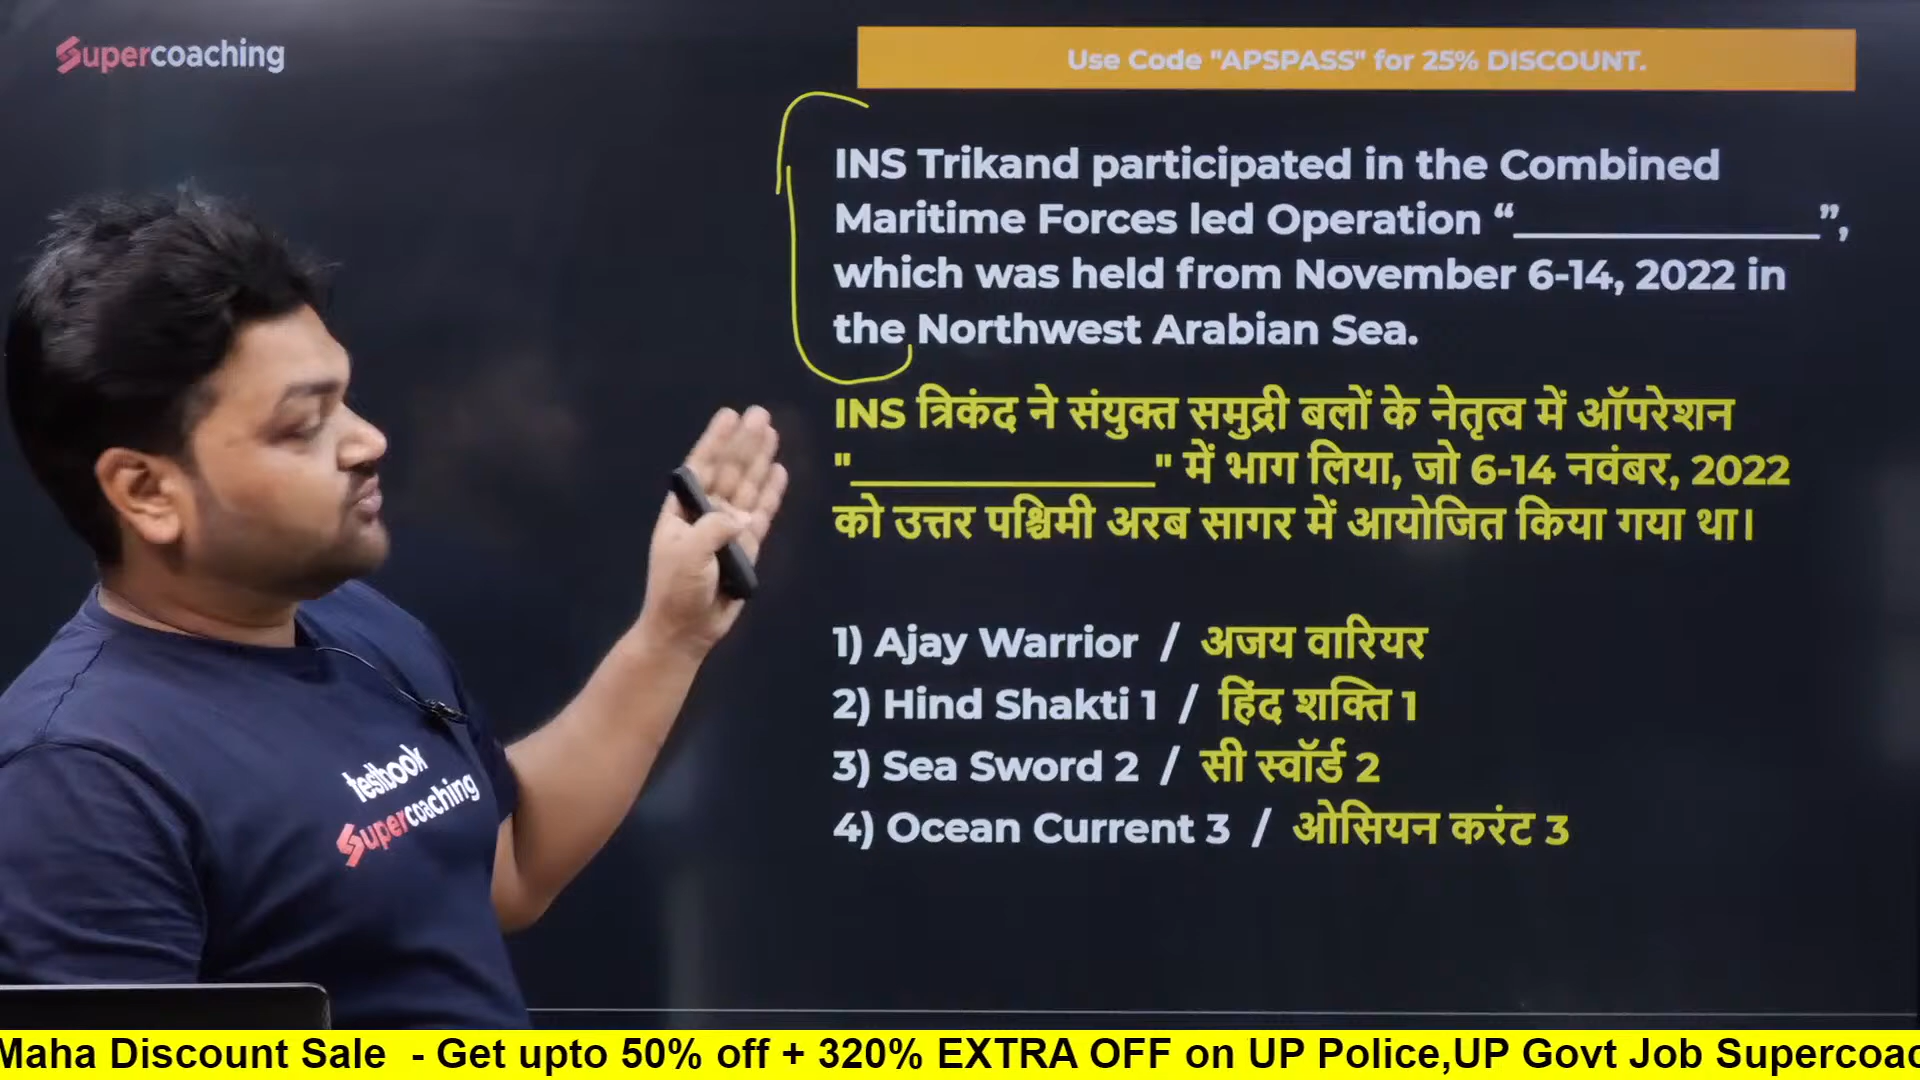 Supercoaching
Use Code "APSPASS" for 25% DISCOUNT.
INS Trikand participated in the Combined
Maritime Forces led Operation “______________”,
which was held from November 6-14, 2022 in
the Northwest Arabian Sea.
INS त्रिकंद ने संयुक्त समुद्री बलों के नेतृत्व में ऑपरेशन
"______________" में भाग लिया, जो 6-14 नवंबर, 2022
को उत्तर पश्चिमी अरब सागर में आयोजित किया गया था।
1) Ajay Warrior / अजय वारियर
2) Hind Shakti 1 / हिंद शक्ति 1
3) Sea Sword 2 / सी स्वॉर्ड 2
4) Ocean Current 3 / ओसियन करंट 3
testbook
Supercoaching
Maha Discount Sale - Get upto 50% off + 320% EXTRA OFF on UP Police,UP Govt Job Supercoac